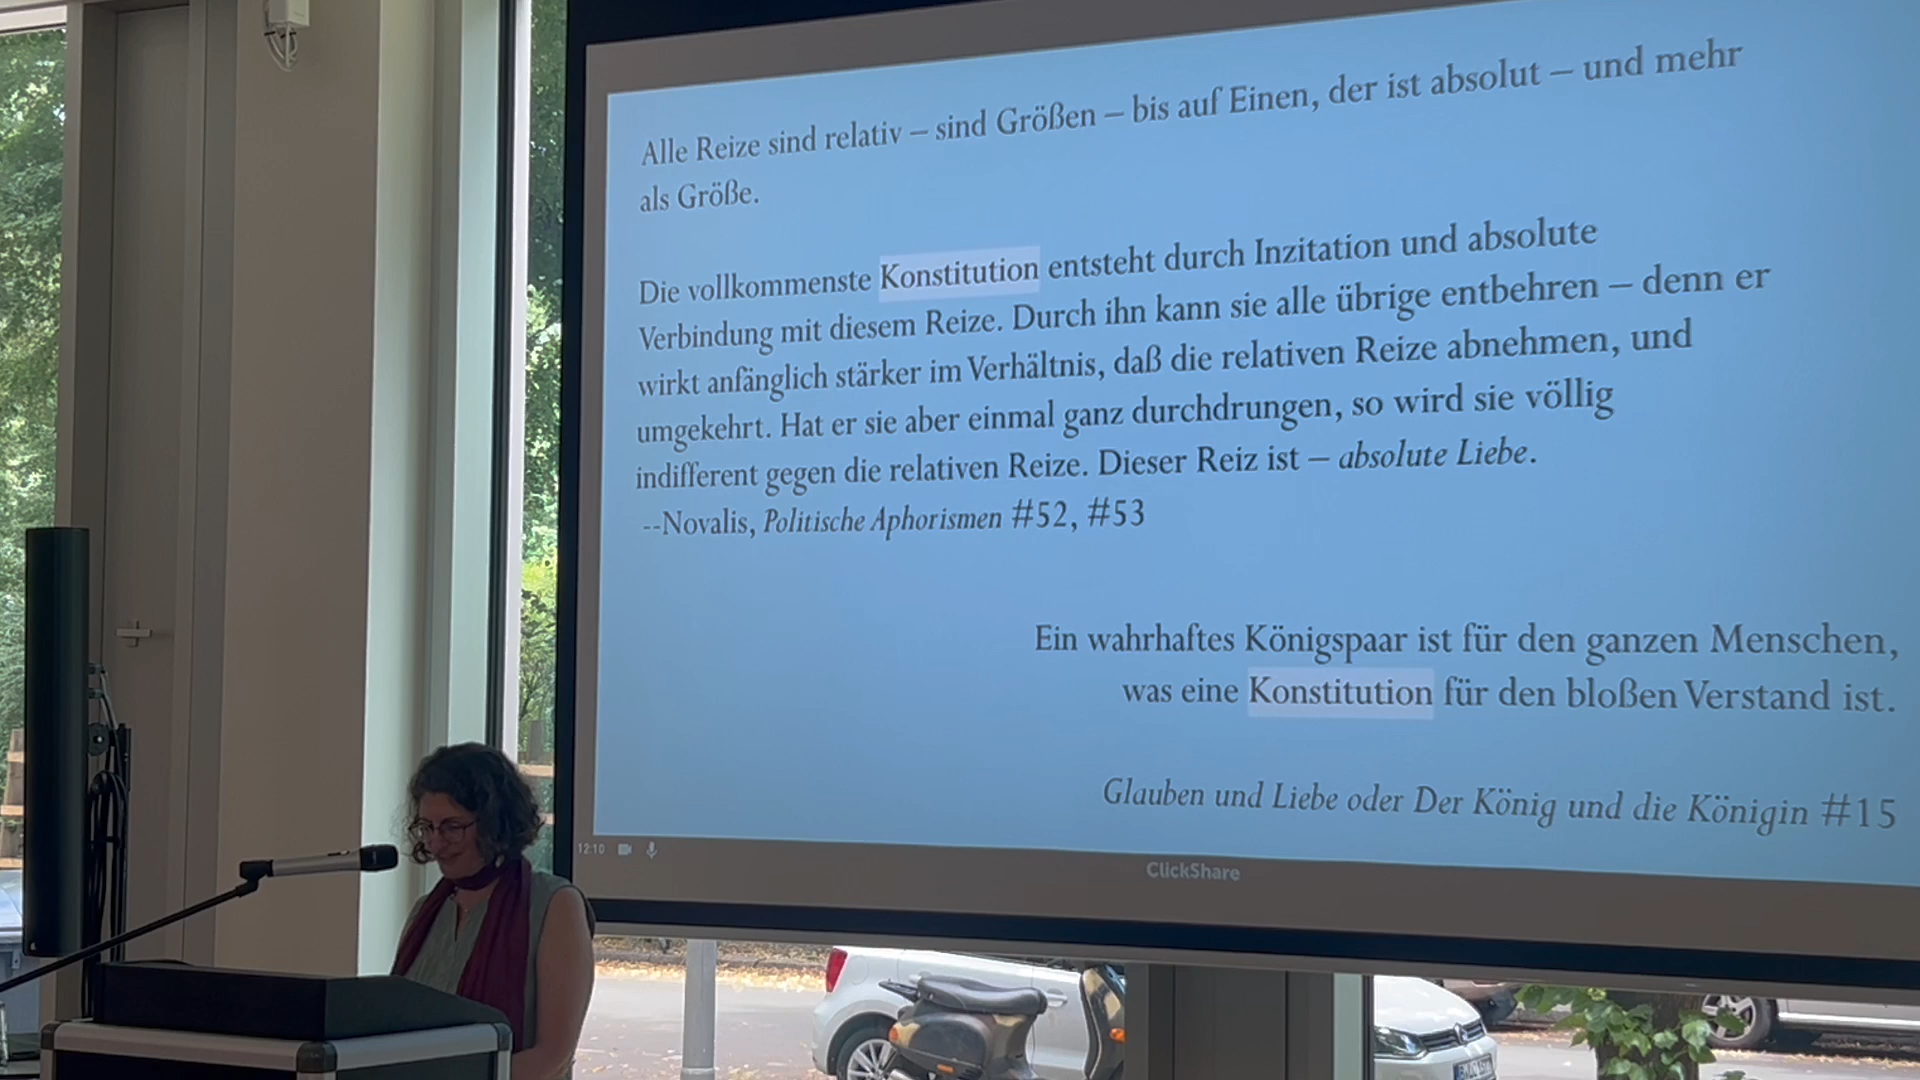 Alle Reize sind relativ – sind Größen – bis auf Einen, der ist absolut – und mehr
als Größe.
Die vollkommenste Konstitution entsteht durch Inzitation und absolute
Verbindung mit diesem Reize. Durch ihn kann sie alle übrige entbehren – denn er
wirkt anfänglich stärker im Verhältnis, daß die relativen Reize abnehmen, und
umgekehrt. Hat er sie aber einmal ganz durchdrungen, so wird sie völlig
indifferent gegen die relativen Reize. Dieser Reiz ist – absolute Liebe.
--Novalis, Politische Aphorismen #52, #53
Ein wahrhaftes Königspaar ist für den ganzen Menschen,
was eine Konstitution für den bloßen Verstand ist.
Glauben und Liebe oder Der König und die Königin #15
12:10
ClickShare